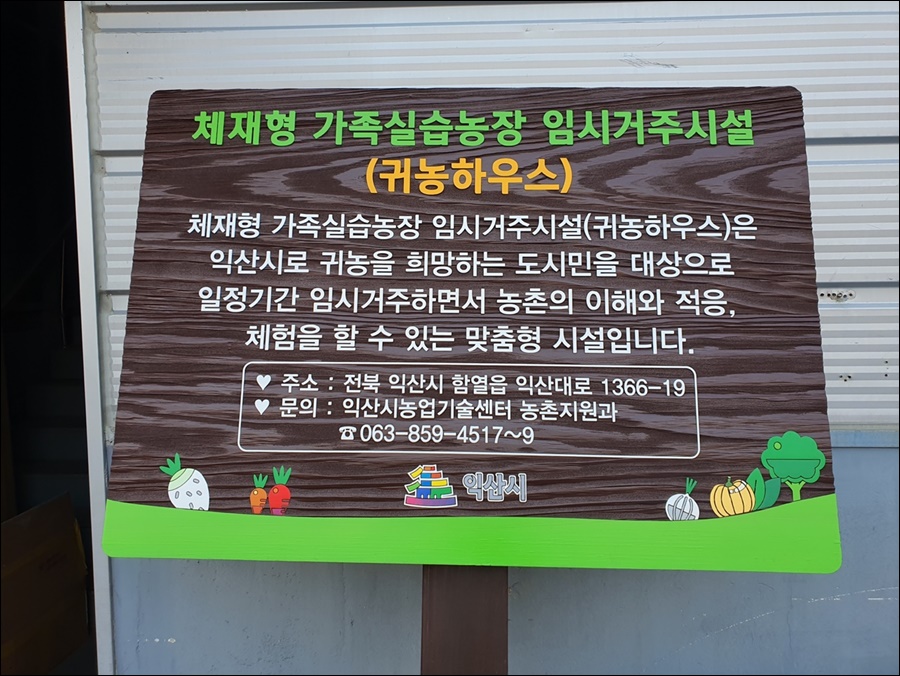 체재형 가족실습농장 임시거주시설
(귀농하우스)
체재형 가족실습농장 임시거주시설(귀농하우스)은
익산시로 귀농을 희망하는 도시민을 대상으로
일정기간 임시거주하면서 농촌의 이해와 적응,
체험을 할 수 있는 맞춤형 시설입니다.
♥ 주소 : 전북 익산시 함열읍 익산대로 1366-19
♥ 문의 : 익산시농업기술센터 농촌지원과
☎063-859-4517~9
익산시